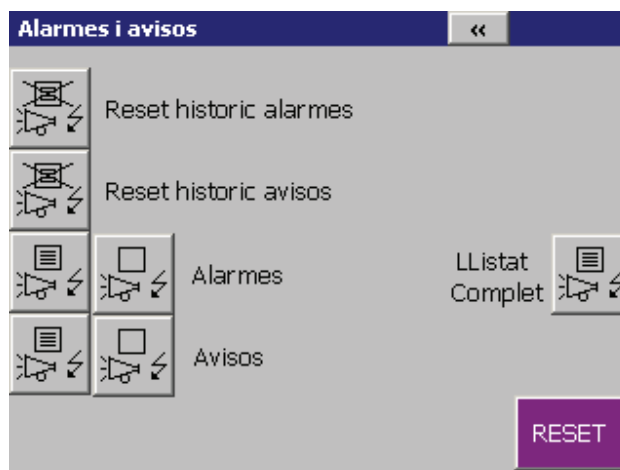 Alarmes i avisos «
Reset historic alarmes
Reset historic avisos
Alarmes
LListat
Complet
Avisos
RESET